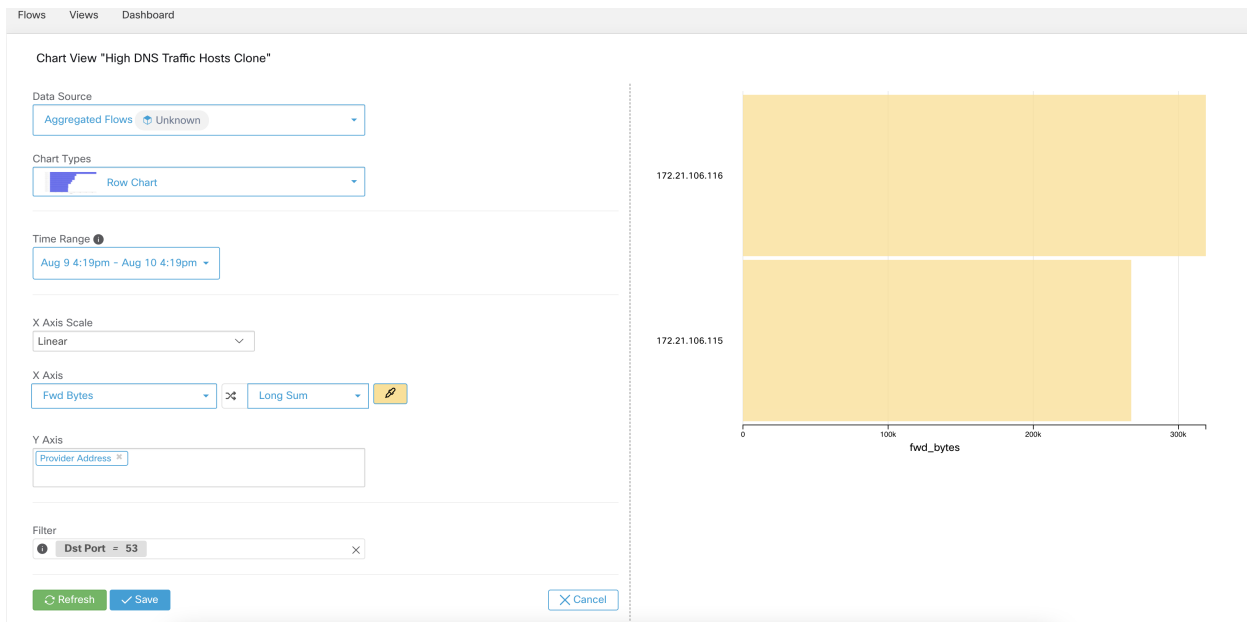 Flows Views Dashboard
Chart View "High DNS Traffic Hosts Clone"
Data Source
Aggregated Flows Unknown
Chart Types
Row Chart
Time Range
Aug 9 4:19pm - Aug 10 4:19pm
X Axis Scale
Linear
X Axis
Fwd Bytes Long Sum
Y Axis
Provider Address
Filter
Dst Port = 53
Refresh Save Cancel
172.21.106.116
172.21.106.115
0 100k 200k 300k
fwd_bytes